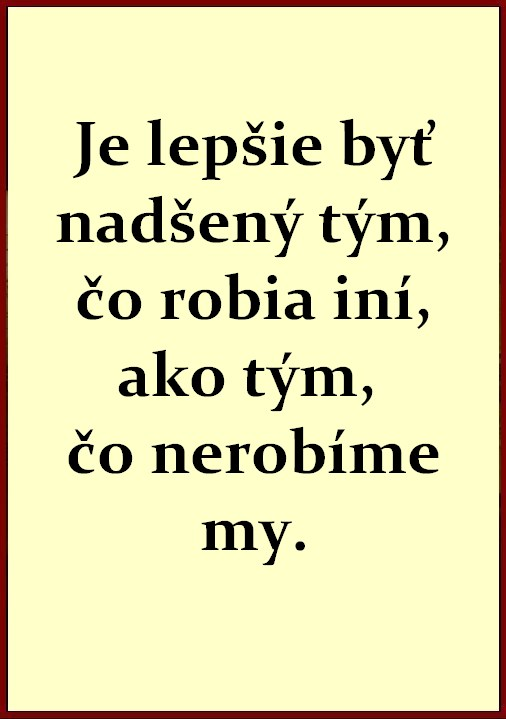 Je lepšie byť
nadšený tým,
čo robia iní,
ako tým,
čo nerobíme
my.